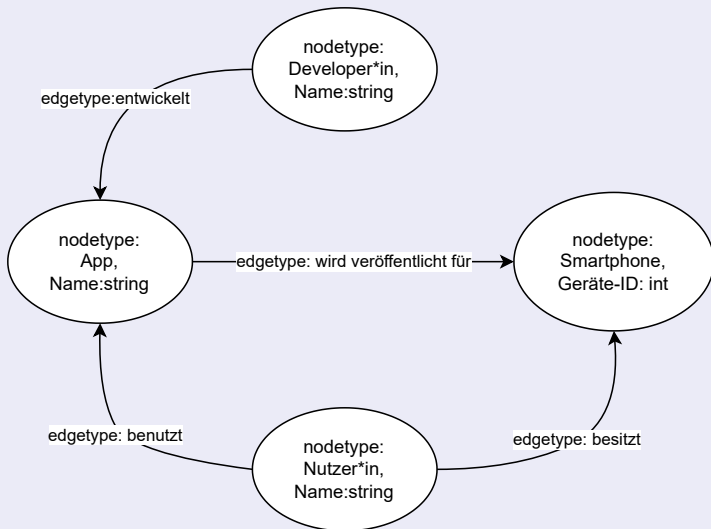 nodetype:
Developer*in,
Name:string
edgetype:entwickelt
nodetype:
App,
Name:string
edgetype: wird veröffentlicht für
nodetype:
Smartphone,
Geräte-ID: int
edgetype: benutzt
edgetype: besitzt
nodetype:
Nutzer*in,
Name:string